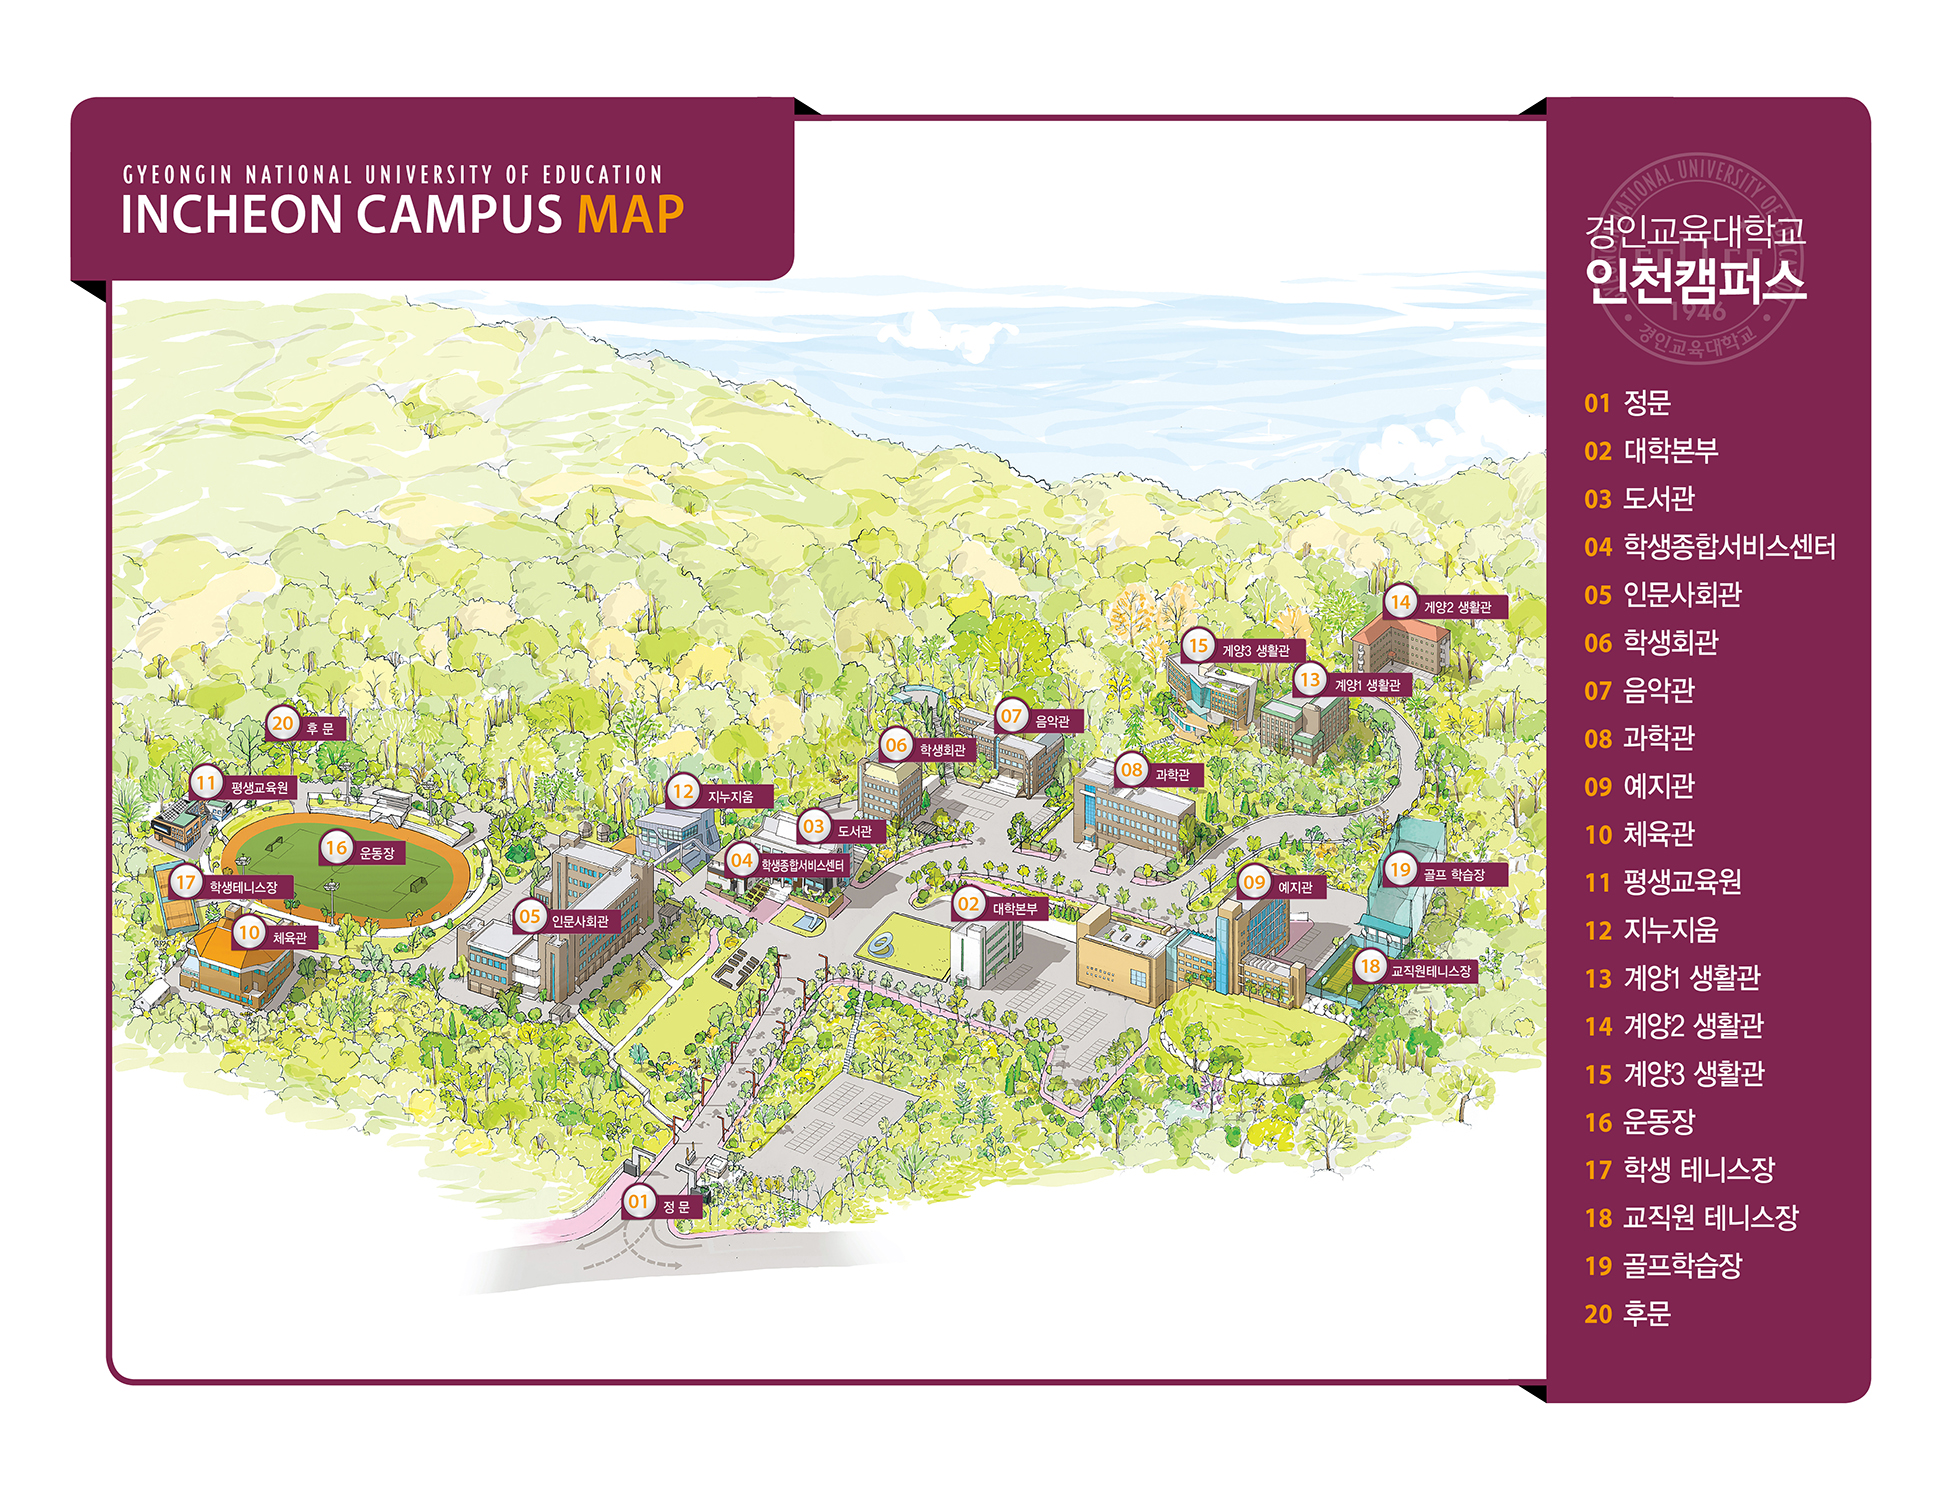 GYEONGIN NATIONAL UNIVERSITY OF EDUCATION
INCHEON CAMPUS MAP
경인교육대학교
인천캠퍼스
1946
경인교육대학교
01 정문
02 대학본부
03 도서관
04 학생종합서비스센터
05 인문사회관
06 학생회관
07 음악관
08 과학관
09 예지관
10 체육관
11 평생교육원
12 지누지움
13 계양1 생활관
14 계양2 생활관
15 계양3 생활관
16 운동장
17 학생 테니스장
18 교직원 테니스장
19 골프학습장
20 후문
14 계양2 생활관
15 계양3 생활관
13 계양1 생활관
20 후 문
07 음악관
06 학생회관
08 과학관
11 평생교육원
12 지누지움
03 도서관
16 운동장
04 학생종합서비스센터
19 골프 학습장
17 학생테니스장
09 예지관
02 대학본부
05 인문사회관
10 체육관
18 교직원테니스장
01 정 문